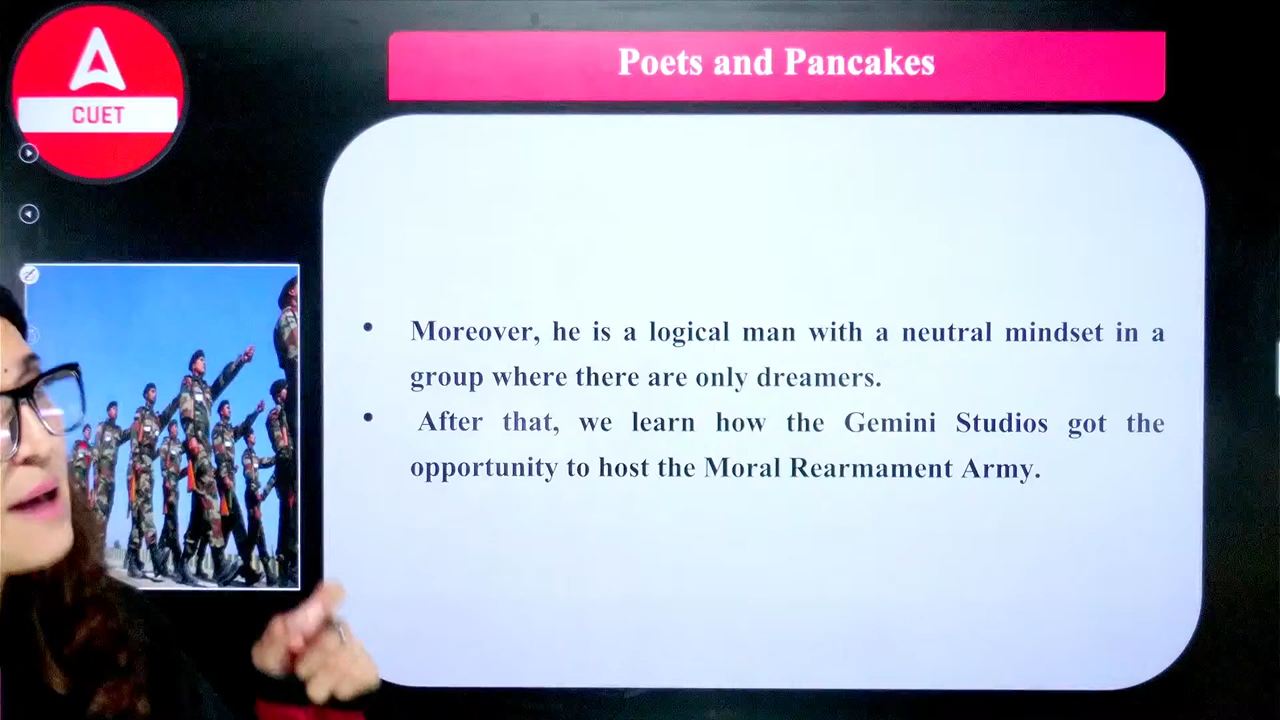 Poets and Pancakes
CUET
• Moreover, he is a logical man with a neutral mindset in a
group where there are only dreamers.
• After that, we learn how the Gemini Studios got the
opportunity to host the Moral Rearmament Army.